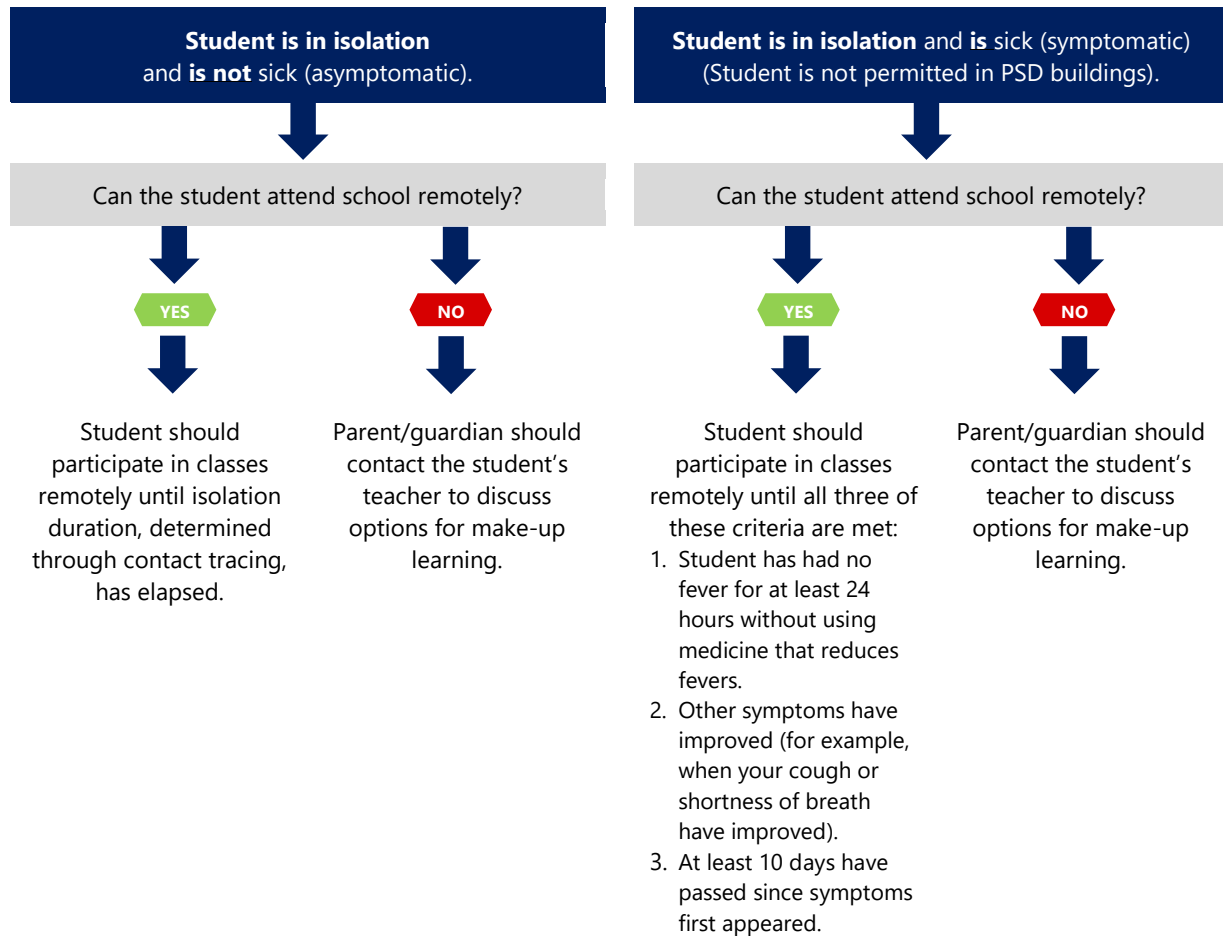 Student is in isolation
and is not sick (asymptomatic).
Can the student attend school remotely?
YES
Student should
participate in classes
remotely until isolation
duration, determined
through contact tracing,
has elapsed.
NO
Parent/guardian should
contact the student’s
teacher to discuss
options for make-up
learning.
Student is in isolation and is sick (symptomatic)
(Student is not permitted in PSD buildings).
Can the student attend school remotely?
YES
Student should
participate in classes
remotely until all three of
these criteria are met:
1. Student has had no
fever for at least 24
hours without using
medicine that reduces
fevers.
2. Other symptoms have
improved (for example,
when your cough or
shortness of breath
have improved).
3. At least 10 days have
passed since symptoms
first appeared.
NO
Parent/guardian should
contact the student’s
teacher to discuss
options for make-up
learning.